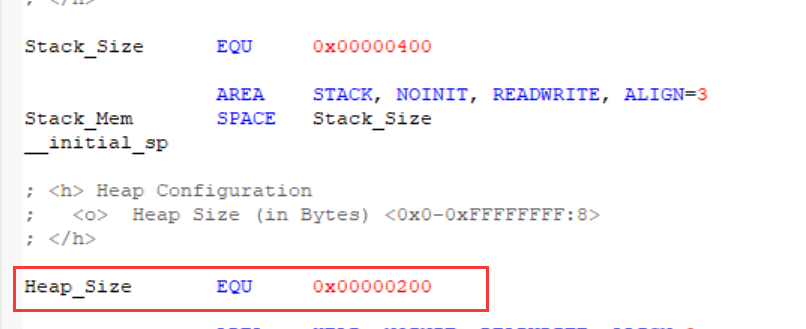 ; </h>
Stack_Size EQU 0x00000400
AREA STACK, NOINIT, READWRITE, ALIGN=3
Stack_Mem SPACE Stack_Size
__initial_sp
; <h> Heap Configuration
; <o> Heap Size (in Bytes) <0x0-0xFFFFFFFF:8>
; </h>
Heap_Size EQU 0x00000200